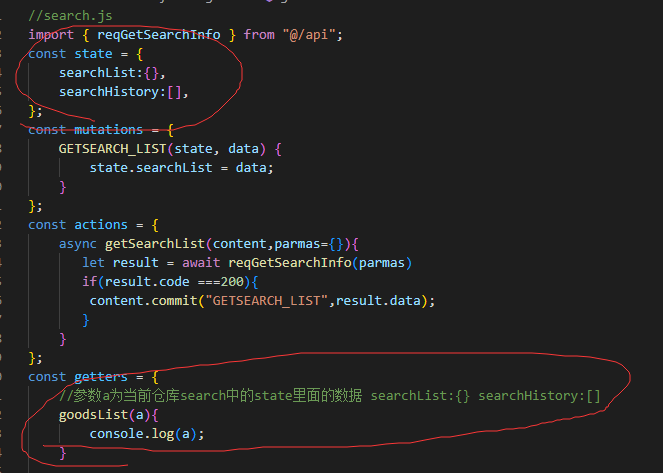 //search.js
import { reqGetSearchInfo } from "@/api";
const state = {
searchList:{},
searchHistory:[],
};
const mutations = {
GETSEARCH_LIST(state, data) {
state.searchList = data;
}
};
const actions = {
async getSearchList(content,parmas={}){
let result = await reqGetSearchInfo(parmas)
if(result.code ===200){
content.commit("GETSEARCH_LIST",result.data);
}
}
};
const getters = {
//参数a为当前仓库search中的state里面的数据 searchList:{} searchHistory:[]
goodsList(a){
console.log(a);
}